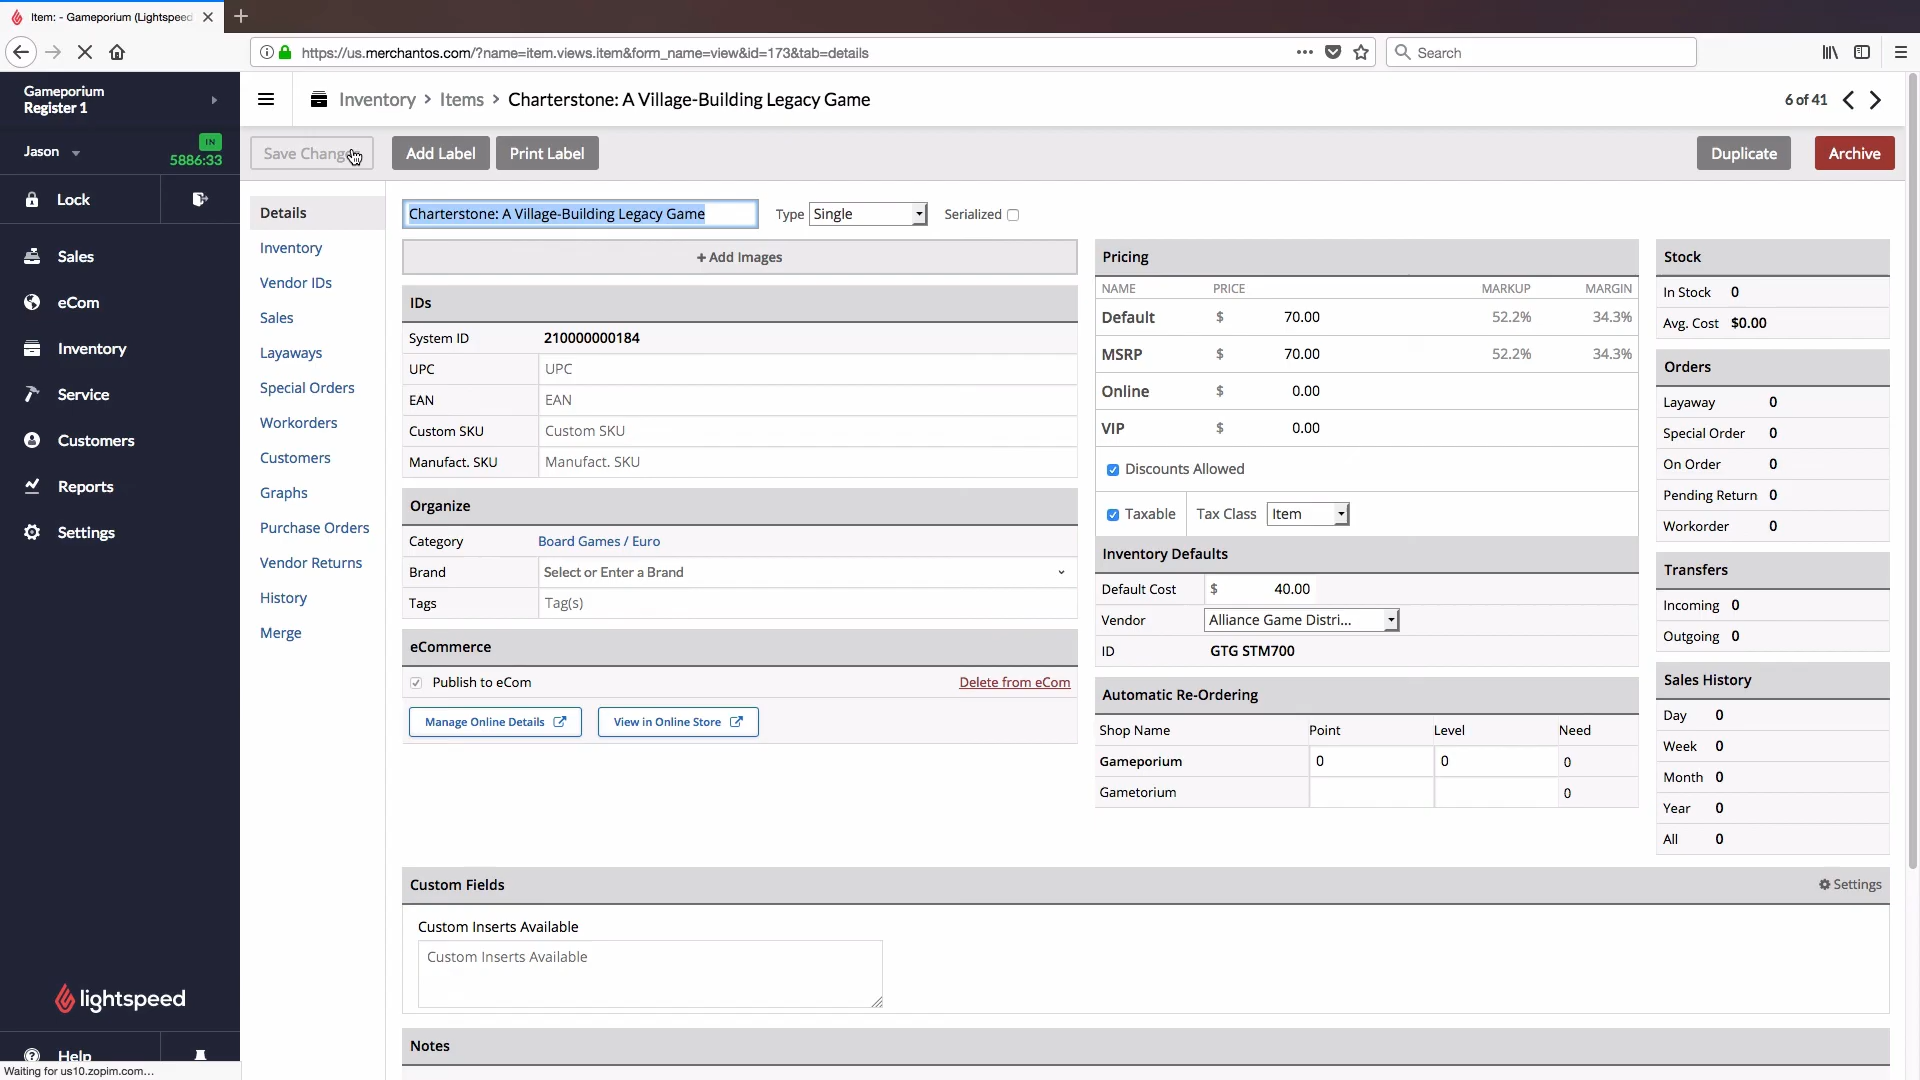 Item: - Gameporium (Lightspeed
https://us.merchantos.com/?name=item.views.item&form_name=view&id=173&tab=details
Search
Gameporium
Register 1
Jason
IN
5886:33
Lock
Sales
eCom
Inventory
Service
Customers
Reports
Settings
lightspeed
Help
Waiting for us10.zopim.com...
Inventory > Items > Charterstone: A Village-Building Legacy Game
6 of 41
Save Change
Add Label
Print Label
Duplicate
Archive
Details
Inventory
Vendor IDs
Sales
Layaways
Special Orders
Workorders
Customers
Graphs
Purchase Orders
Vendor Returns
History
Merge
Charterstone: A Village-Building Legacy Game
Type Single
Serialized
+ Add Images
IDs
System ID 210000000184
UPC UPC
EAN EAN
Custom SKU Custom SKU
Manufact. SKU Manufact. SKU
Organize
Category Board Games / Euro
Brand Select or Enter a Brand
Tags Tag(s)
eCommerce
Publish to eCom Delete from eCom
Manage Online Details View in Online Store
Pricing
NAME PRICE MARKUP MARGIN
Default $ 70.00 52.2% 34.3%
MSRP $ 70.00 52.2% 34.3%
Online $ 0.00
VIP $ 0.00
Discounts Allowed
Taxable Tax Class Item
Inventory Defaults
Default Cost $ 40.00
Vendor Alliance Game Distri...
ID GTG STM700
Automatic Re-Ordering
Shop Name Point Level Need
Gameporium 0 0 0
Gametorium 0
Stock
In Stock 0
Avg. Cost $0.00
Orders
Layaway 0
Special Order 0
On Order 0
Pending Return 0
Workorder 0
Transfers
Incoming 0
Outgoing 0
Sales History
Day 0
Week 0
Month 0
Year 0
All 0
Custom Fields Settings
Custom Inserts Available
Custom Inserts Available
Notes